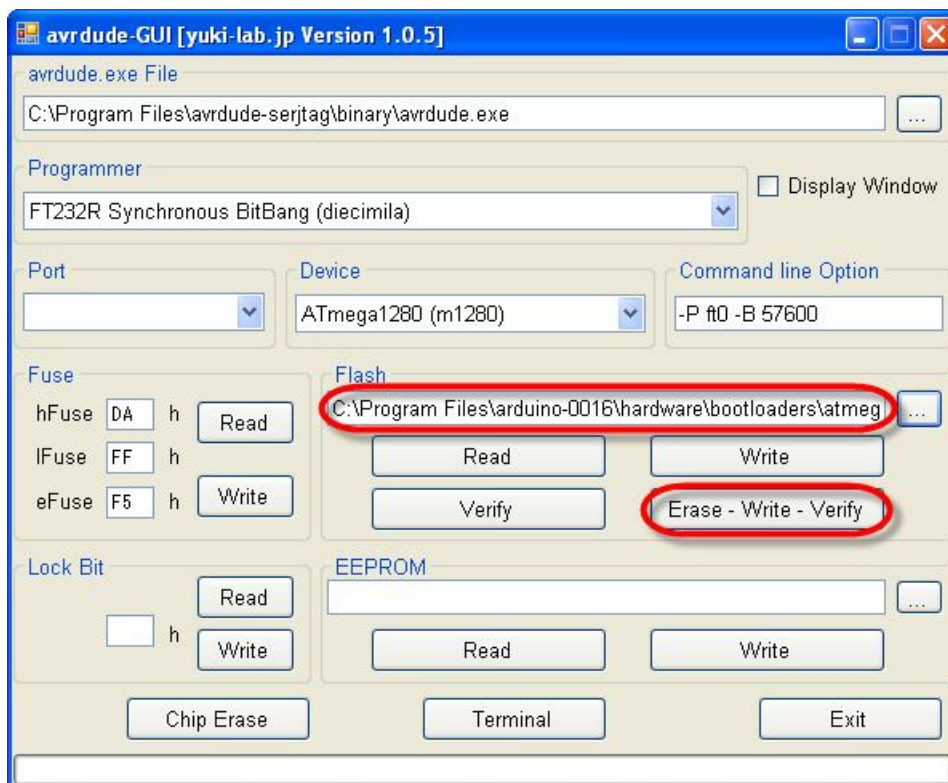 avrdude-GUI [yuki-lab.jp Version 1.0.5]
avrdude.exe File
C:\Program Files\avrdude-serjtag\binary\avrdude.exe
...
Programmer
FT232R Synchronous BitBang (diecimila)
Display Window
Port
Device
ATmega1280 (m1280)
Command line Option
-P ft0 -B 57600
Fuse
hFuse DA h
Read
lFuse FF h
eFuse F5 h
Write
Flash
C:\Program Files\arduino-0016\hardware\bootloaders\atmeg
...
Read
Write
Verify
Erase - Write - Verify
Lock Bit
Read
h
Write
EEPROM
...
Read
Write
Chip Erase
Terminal
Exit